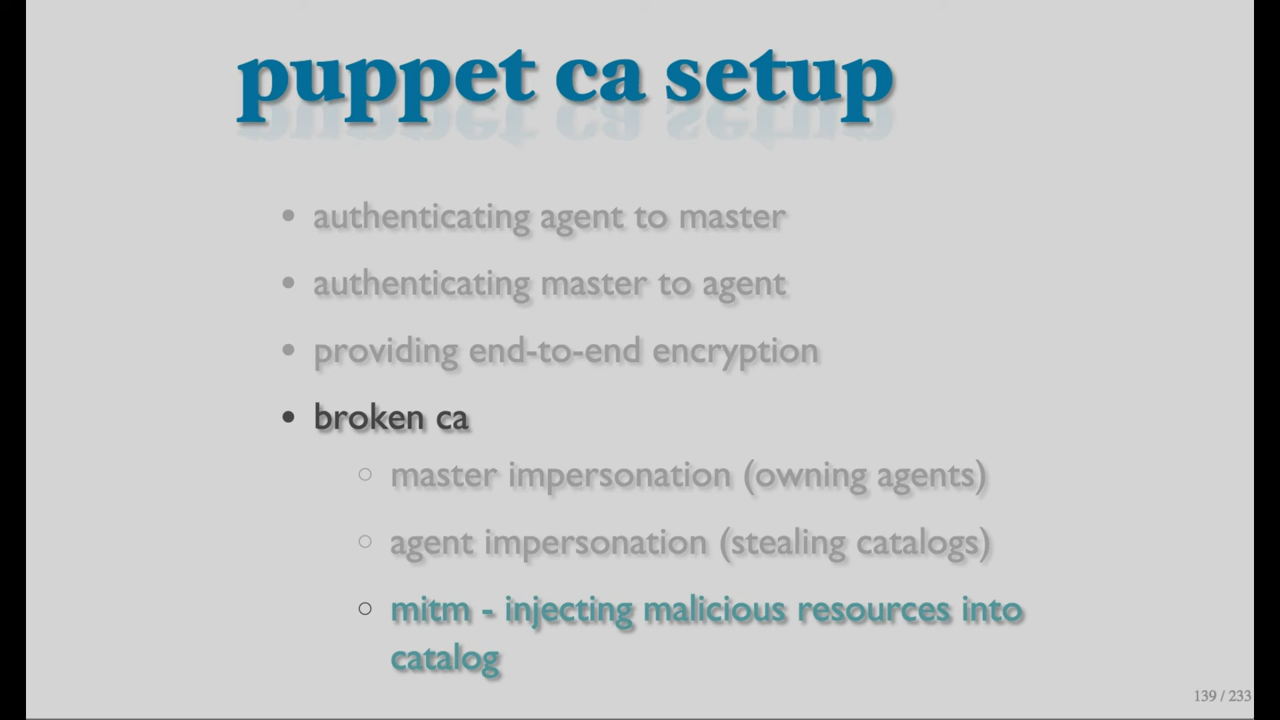 puppet ca setup
• authenticating agent to master
• authenticating master to agent
• providing end-to-end encryption
• broken ca
○ master impersonation (owning agents)
○ agent impersonation (stealing catalogs)
○ mitm - injecting malicious resources into
catalog
139 / 233